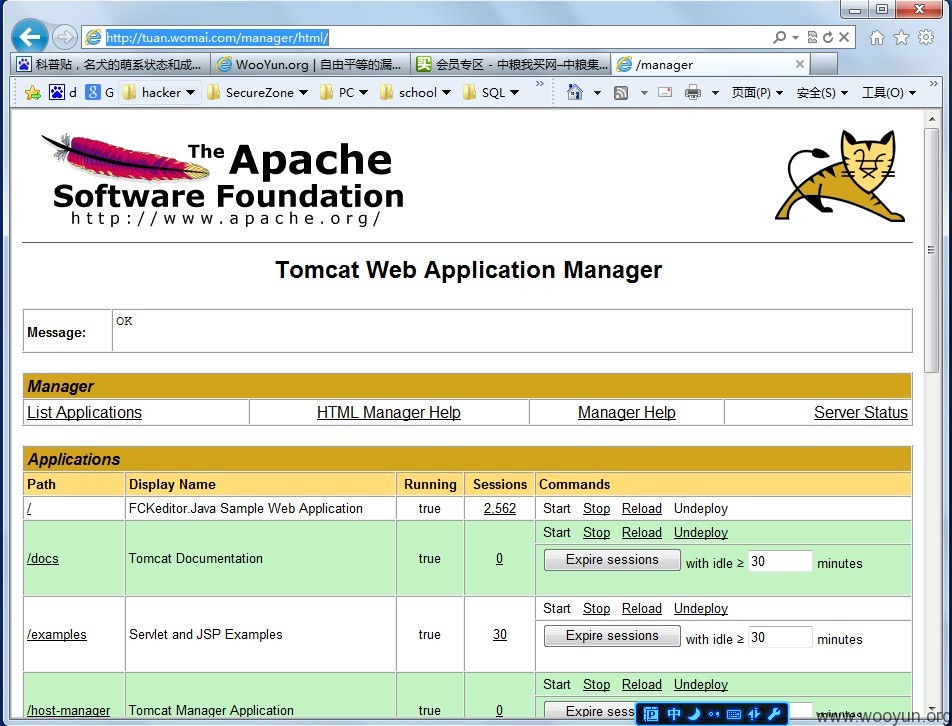 http://tuan.womai.com/manager/html/
科普贴，名犬的萌系状态和成...
WooYun.org | 自由平等的漏...
会员专区 - 中粮我买网–中粮集...
/manager
d
G
hacker
SecureZone
PC
school
SQL
页面(P)
安全(S)
工具(O)
The Apache
Software Foundation
http://www.apache.org/
Tomcat Web Application Manager
Message:
OK
Manager
List Applications
HTML Manager Help
Manager Help
Server Status
Applications
Path Display Name Running Sessions Commands
/ FCKeditor.Java Sample Web Application true 2,562 Start Stop Reload Undeploy
Start Stop Reload Undeploy
/docs Tomcat Documentation true 0 Expire sessions with idle ≥ 30 minutes
Start Stop Reload Undeploy
/examples Servlet and JSP Examples true 30 Expire sessions with idle ≥ 30 minutes
Start Stop Reload Undeploy
/host-manager Tomcat Manager Application true 0 Expire sessions
中
www.wooyun.org